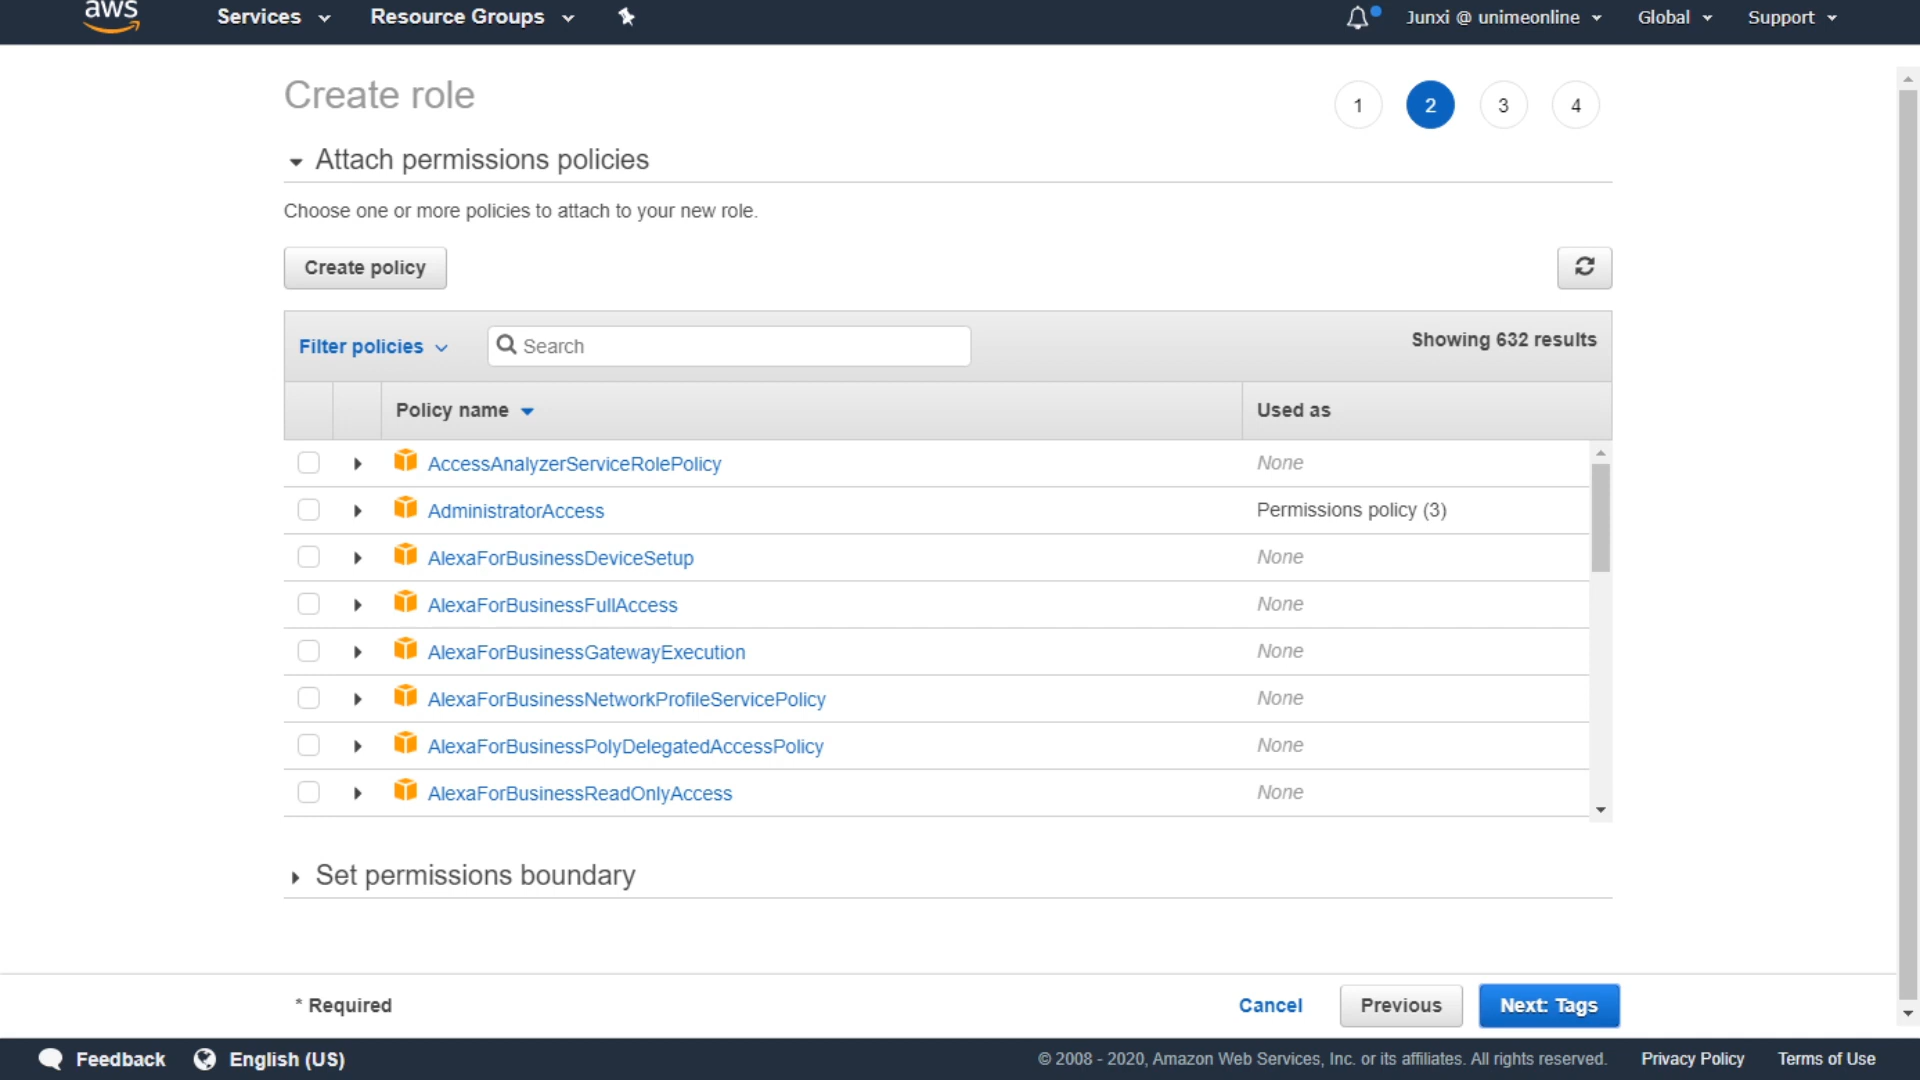 aws
Services
Resource Groups
Junxi @ unimeonline
Global
Support
Create role
1
2
3
4
Attach permissions policies
Choose one or more policies to attach to your new role.
Create policy
Filter policies
Search
Showing 632 results
Policy name
Used as
AccessAnalyzerServiceRolePolicy
None
AdministratorAccess
Permissions policy (3)
AlexaForBusinessDeviceSetup
None
AlexaForBusinessFullAccess
None
AlexaForBusinessGatewayExecution
None
AlexaForBusinessNetworkProfileServicePolicy
None
AlexaForBusinessPolyDelegatedAccessPolicy
None
AlexaForBusinessReadOnlyAccess
None
Set permissions boundary
* Required
Cancel
Previous
Next: Tags
Feedback
English (US)
© 2008 - 2020, Amazon Web Services, Inc. or its affiliates. All rights reserved.
Privacy Policy
Terms of Use